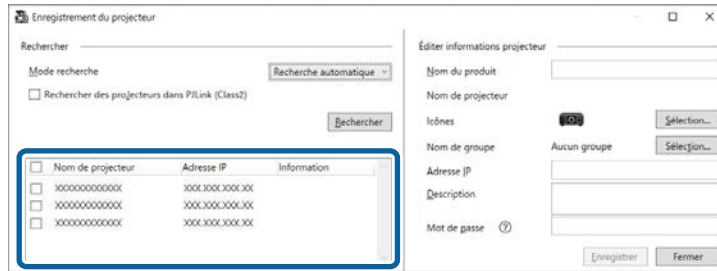 Enregistrement du projecteur
Rechercher
Mode recherche
Recherche automatique
Rechercher des projecteurs dans PJLink (Class2)
Rechercher
Nom de projecteur Adresse IP Information
XXXXXXXXXXXX XXX.XXX.XXX.XX
XXXXXXXXXXXX XXX.XXX.XXX.XX
XXXXXXXXXXXX XXX.XXX.XXX.XX
Éditer informations projecteur
Nom du produit
Nom de projecteur
Icônes
Sélection...
Nom de groupe Aucun groupe Sélection...
Adresse IP
Description
Mot de passe ?
Enregistrer Fermer